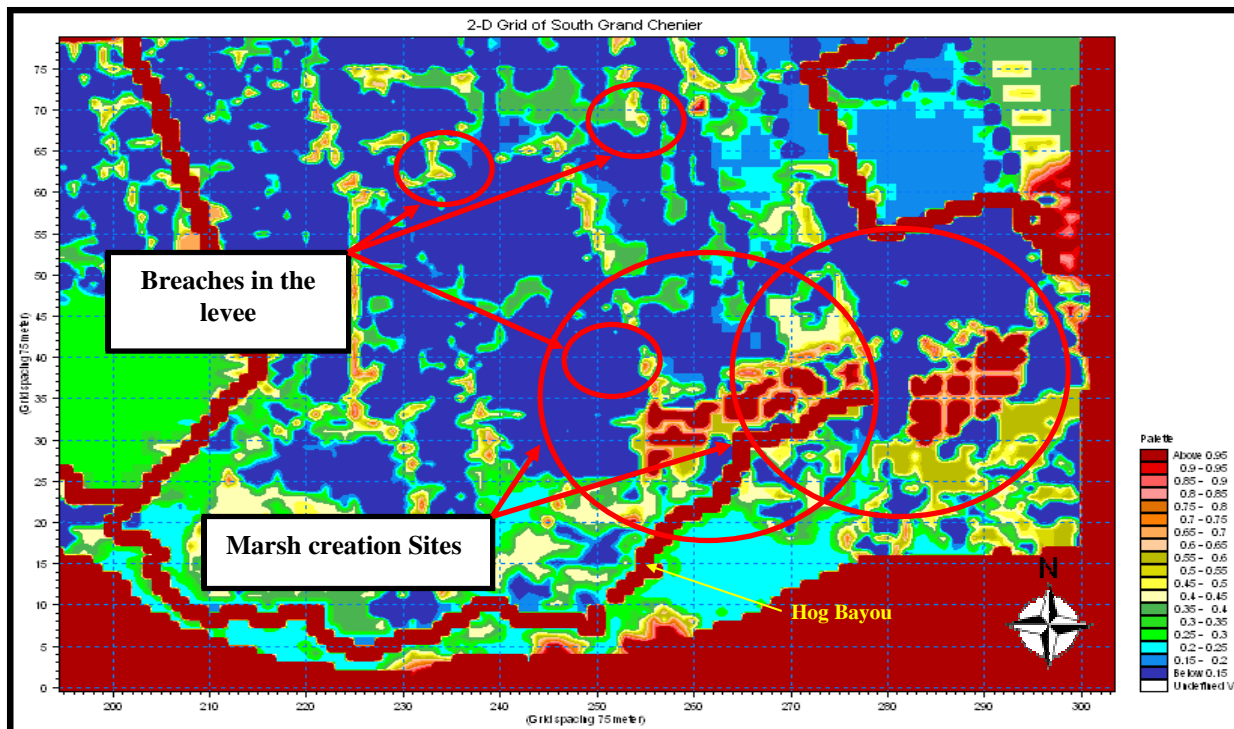 2-D Grid of South Grand Chenier
75
70
65
60
55
50
45
40
35
30
25
20
15
10
5
0
(Grid spacing 75 meter)
Breaches in the
levee
Marsh creation Sites
Hog Bayou
N
200 210 220 230 240 250 260 270 280 290 300
(Grid spacing 75 meter)
Palette
Above 0.95
0.9 - 0.95
0.85 - 0.9
0.8 - 0.85
0.75 - 0.8
0.7 - 0.75
0.65 - 0.7
0.6 - 0.65
0.55 - 0.6
0.5 - 0.55
0.45 - 0.5
0.4 - 0.45
0.35 - 0.4
0.3 - 0.35
0.25 - 0.3
0.2 - 0.25
0.15 - 0.2
Below 0.15
Undefined V